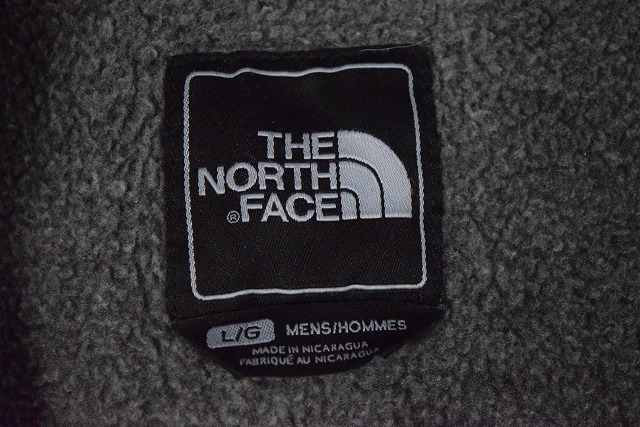 THE
NORTH
®FACE
L/G MENS/HOMMES
MADE IN NICARAGUA
FABRIQUÉ AU NICARAGUA